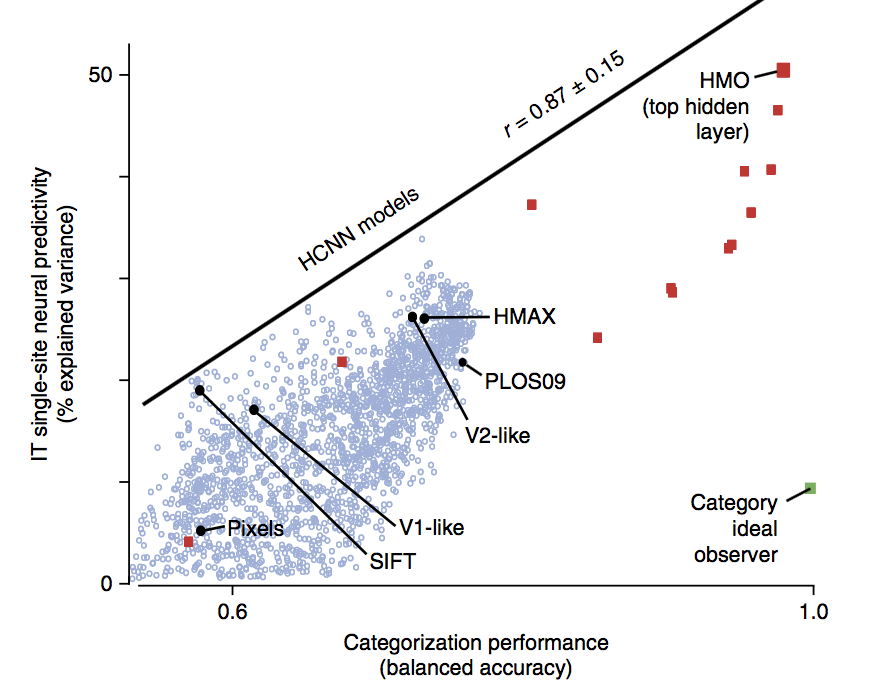 50
0
IT single-site neural predictivity
(% explained variance)
r = 0.87 ± 0.15
HCNN models
HMO
(top hidden
layer)
HMAX
PLOS09
V2-like
Category
ideal
observer
Pixels
V1-like
SIFT
0.6
1.0
Categorization performance
(balanced accuracy)